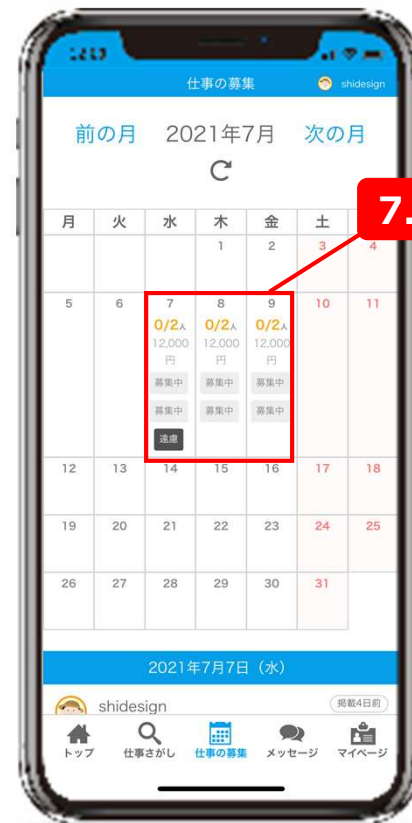 12:17
仕事の募集
shidesign
前の月 2021年7月 次の月
7.
月 火 水 木 金 土
1 2 3 4
5 6 7 8 9 10 11
0/2人 0/2人 0/2人
12,000 12,000 12,000
円 円 円
募集中 募集中 募集中
募集中 募集中 募集中
遠慮
12 13 14 15 16 17 18
19 20 21 22 23 24 25
26 27 28 29 30 31
2021年7月7日（水）
shidesign 掲載4日前
トップ 仕事さがし 仕事の募集 メッセージ マイページ